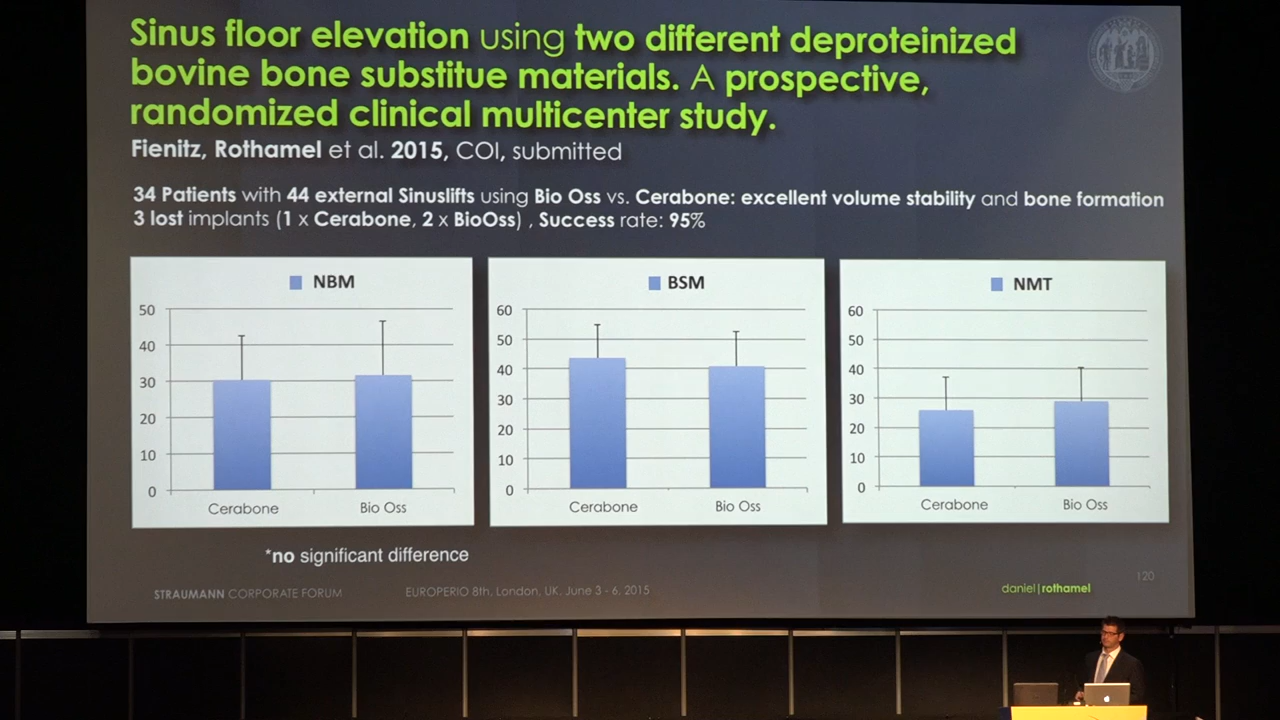 Sinus floor elevation using two different deproteinized
bovine bone substitue materials. A prospective,
randomized clinical multicenter study.
Fienitz, Rothamel et al. 2015, COI, submitted
34 Patients with 44 external Sinuslifts using Bio Oss vs. Cerabone: excellent volume stability and bone formation
3 lost implants (1 x Cerabone, 2 x BioOss) , Success rate: 95%
NBM
50
40
30
20
10
0
Cerabone Bio Oss
BSM
60
50
40
30
20
10
0
Cerabone Bio Oss
NMT
60
50
40
30
20
10
0
Cerabone Bio Oss
*no significant difference
120
STRAUMANN CORPORATE FORUM
EUROPERIO 8th, London, UK, June 3 - 6, 2015
daniel|rothamel